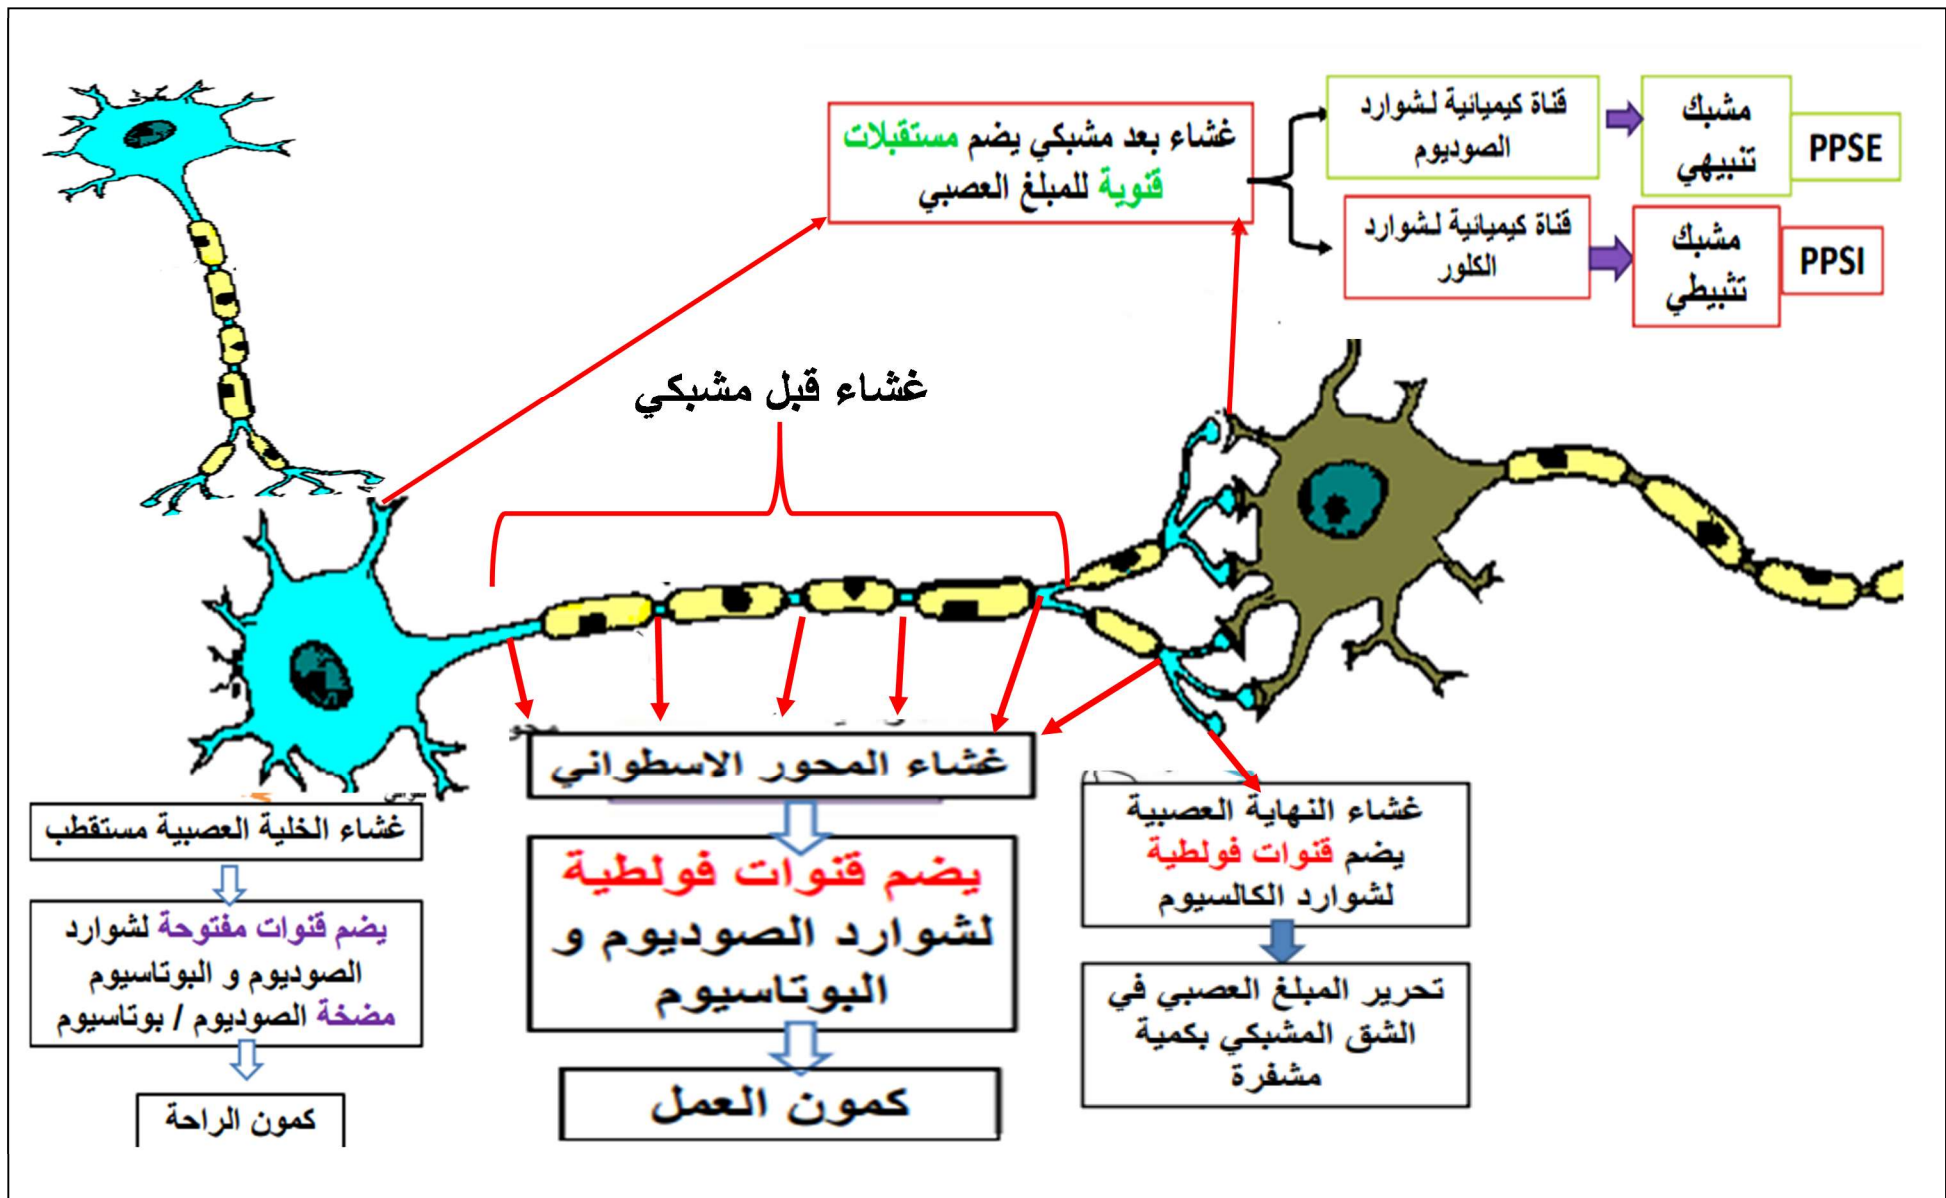 غشاء بعد مشبكي يضم مستقبلات
قنوية للمبلغ العصبي
قناة كيميائية لـشوارد
الصوديوم
مشبك
تنبيهي
PPSE
قناة كيميائية لـشوارد
الكلور
مشبك
تثبيطي
PPSI
غشاء قبل مشبكي
غشاء الخلية العصبية مستقطب
يضم قنوات مفتوحة لشوارد
الصوديوم و البوتاسيوم
مضخة الصوديوم / بوتاسيوم
كمون الراحة
غشاء المحور الاسطواني
يضم قنوات فولطية
لشوارد الصوديوم و
البوتاسيوم
كمون العمل
غشاء النهاية العصبية
يضم قنوات فولطية
لشوارد الكالسيوم
تحرير المبلغ العصبي في
الشق المشبكي بكمية
مشفرة